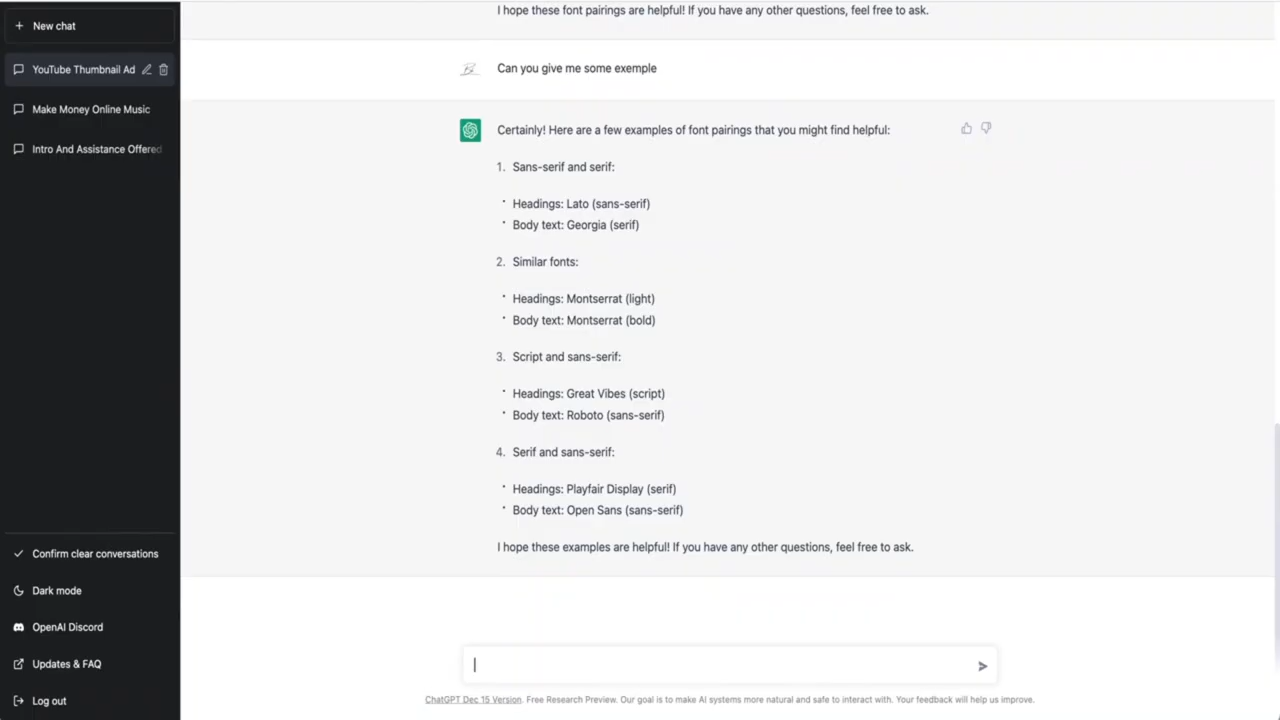 New chat
YouTube Thumbnail Ad
Make Money Online Music
Intro And Assistance Offered
Confirm clear conversations
Dark mode
OpenAI Discord
Updates & FAQ
Log out
I hope these font pairings are helpful! If you have any other questions, feel free to ask.
Can you give me some exemple
Certainly! Here are a few examples of font pairings that you might find helpful:
1. Sans-serif and serif:
• Headings: Lato (sans-serif)
• Body text: Georgia (serif)
2. Similar fonts:
• Headings: Montserrat (light)
• Body text: Montserrat (bold)
3. Script and sans-serif:
• Headings: Great Vibes (script)
• Body text: Roboto (sans-serif)
4. Serif and sans-serif:
• Headings: Playfair Display (serif)
• Body text: Open Sans (sans-serif)
I hope these examples are helpful! If you have any other questions, feel free to ask.
ChatGPT Dec 15 Version. Free Research Preview. Our goal is to make AI systems more natural and safe to interact with. Your feedback will help us improve.